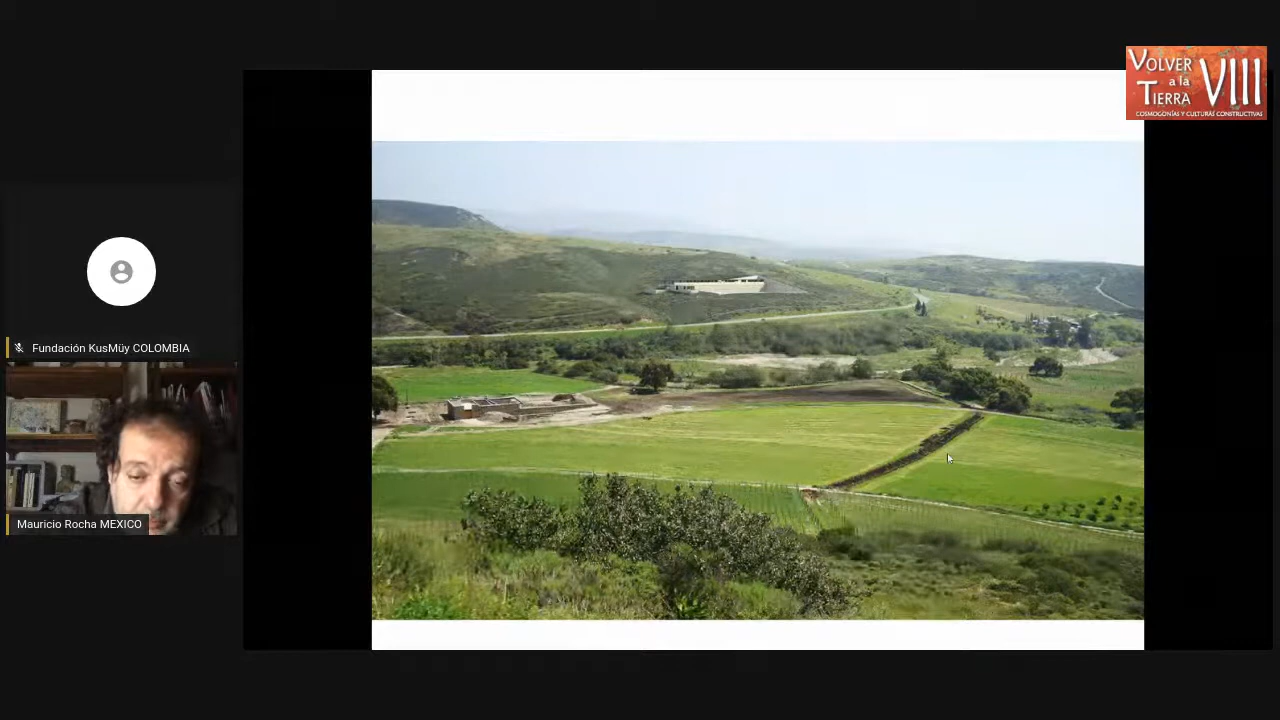 VOLVER
a la
TIERRA
VIII
COSMOGONÍAS Y CULTURAS CONSTRUCTIVAS
Fundación KusMüy COLOMBIA
Mauricio Rocha MEXICO